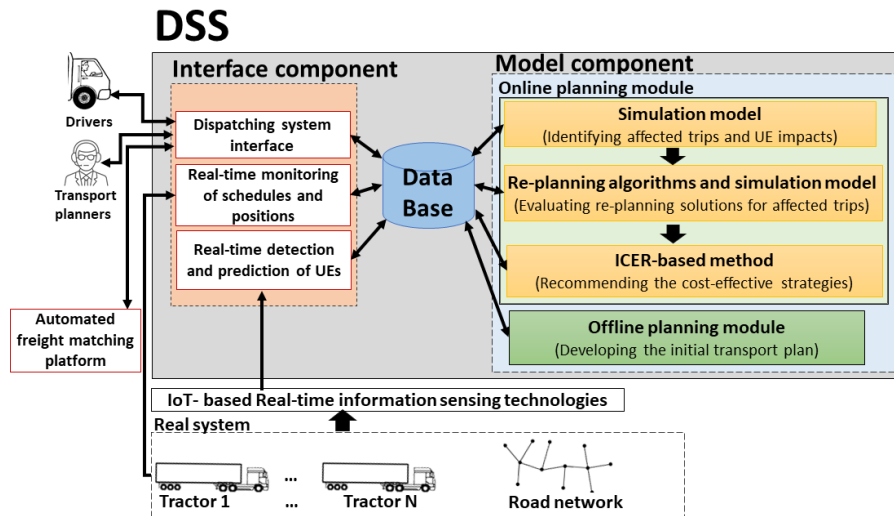 DSS
Interface component
Model component
Online planning module
Drivers
Transport
planners
Automated
freight matching
platform
Dispatching system
interface
Real-time monitoring
of schedules and
positions
Real-time detection
and prediction of UEs
Data
Base
Simulation model
(Identifying affected trips and UE impacts)
Re-planning algorithms and simulation model
(Evaluating re-planning solutions for affected trips)
ICER-based method
(Recommending the cost-effective strategies)
Offline planning module
(Developing the initial transport plan)
IoT- based Real-time information sensing technologies
Real system
...
Tractor 1 ... Tractor N
Road network